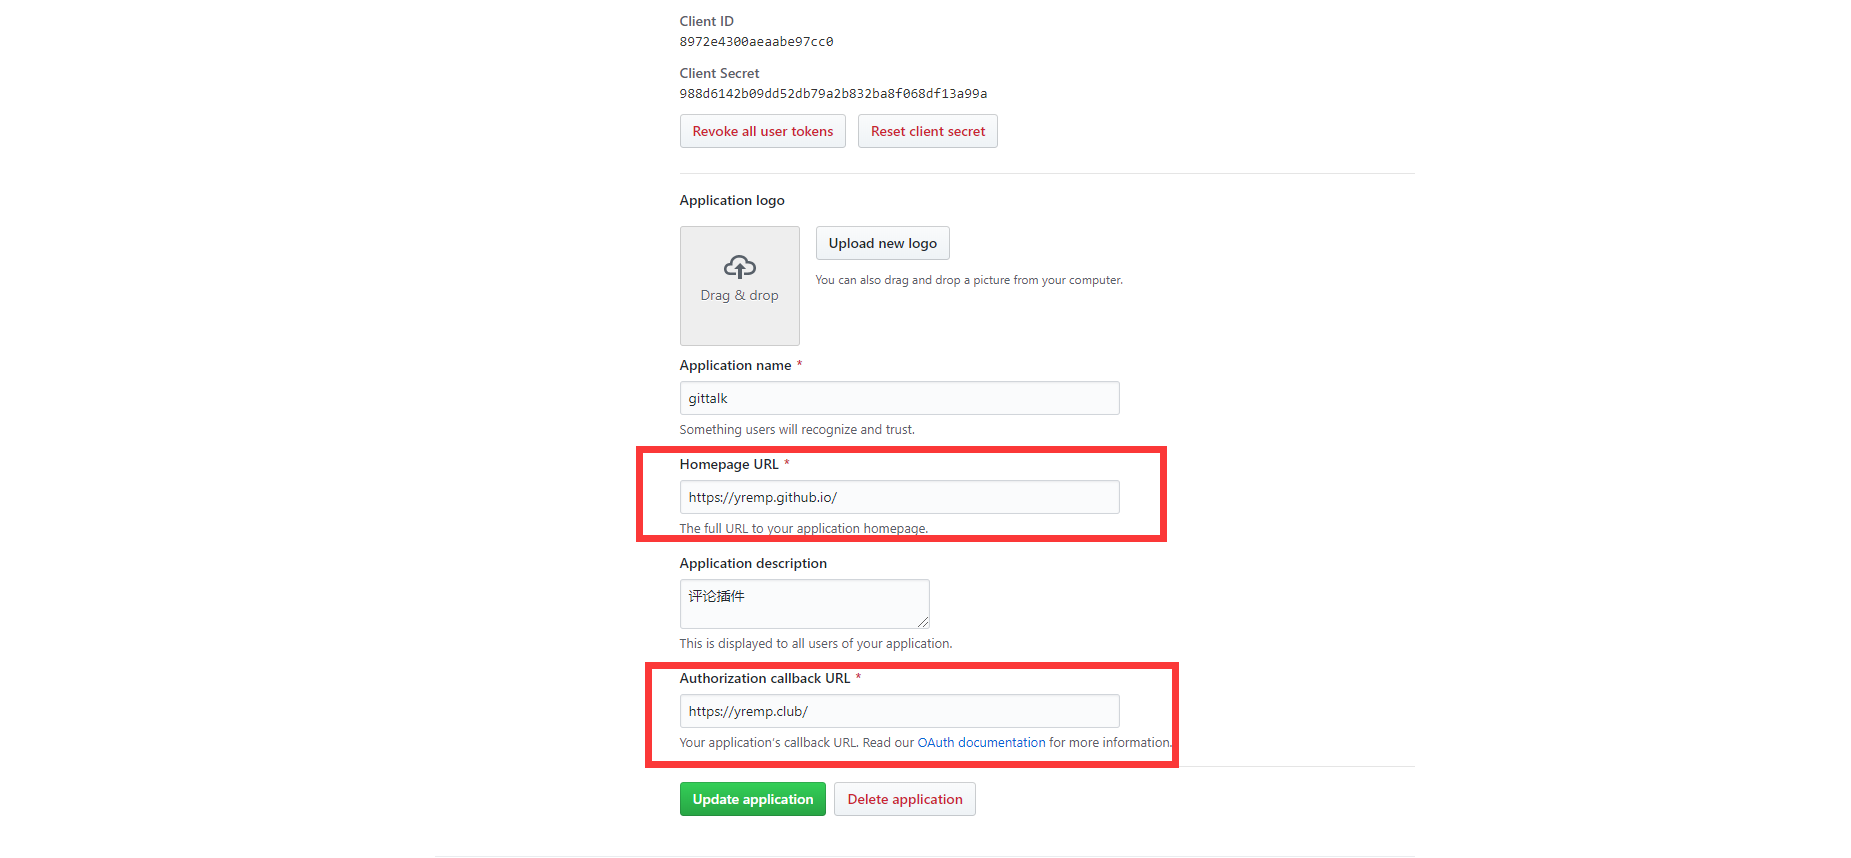 Client ID
8972e4300aeaabe97cc0
Client Secret
988d6142b09dd52db79a2b832ba8f068df13a99a
Revoke all user tokens
Reset client secret
Application logo
Drag & drop
Upload new logo
You can also drag and drop a picture from your computer.
Application name *
gittalk
Something users will recognize and trust.
Homepage URL *
https://yremp.github.io/
The full URL to your application homepage.
Application description
评论插件
This is displayed to all users of your application.
Authorization callback URL *
https://yremp.club/
Your application's callback URL. Read our OAuth documentation for more information.
Update application
Delete application